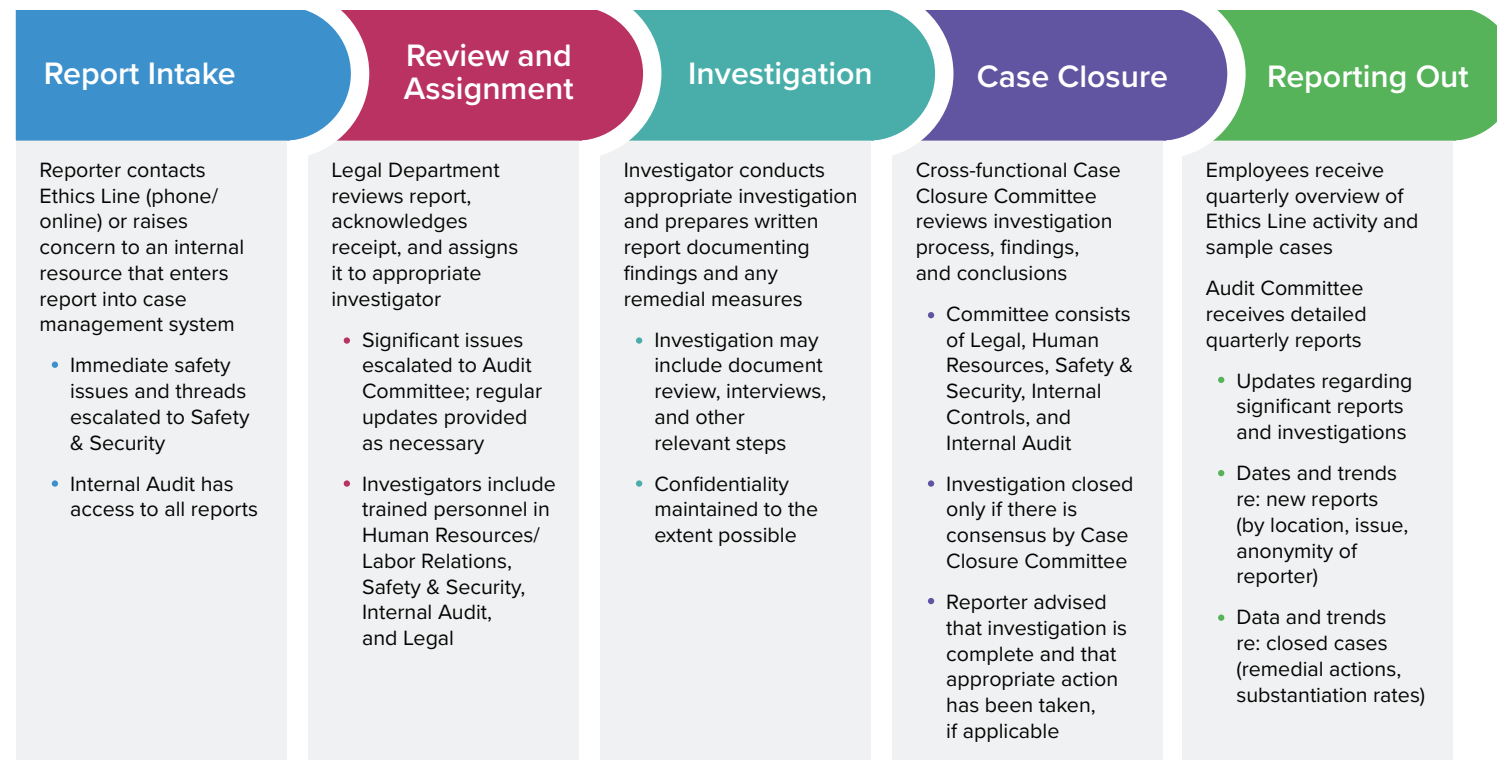 Report Intake
Reporter contacts
Ethics Line (phone/
online) or raises
concern to an internal
resource that enters
report into case
management system
• Immediate safety
issues and threads
escalated to Safety
& Security
• Internal Audit has
access to all reports
Review and
Assignment
Legal Department
reviews report,
acknowledges
receipt, and assigns
it to appropriate
investigator
• Significant issues
escalated to Audit
Committee; regular
updates provided
as necessary
• Investigators include
trained personnel in
Human Resources/
Labor Relations,
Safety & Security,
Internal Audit,
and Legal
Investigation
Investigator conducts
appropriate investigation
and prepares written
report documenting
findings and any
remedial measures
• Investigation may
include document
review, interviews,
and other
relevant steps
• Confidentiality
maintained to the
extent possible
Case Closure
Cross-functional Case
Closure Committee
reviews investigation
process, findings,
and conclusions
• Committee consists
of Legal, Human
Resources, Safety &
Security, Internal
Controls, and
Internal Audit
• Investigation closed
only if there is
consensus by Case
Closure Committee
• Reporter advised
that investigation is
complete and that
appropriate action
has been taken,
if applicable
Reporting Out
Employees receive
quarterly overview of
Ethics Line activity and
sample cases
Audit Committee
receives detailed
quarterly reports
• Updates regarding
significant reports
and investigations
• Dates and trends
re: new reports
(by location, issue,
anonymity of
reporter)
• Data and trends
re: closed cases
(remedial actions,
substantiation rates)